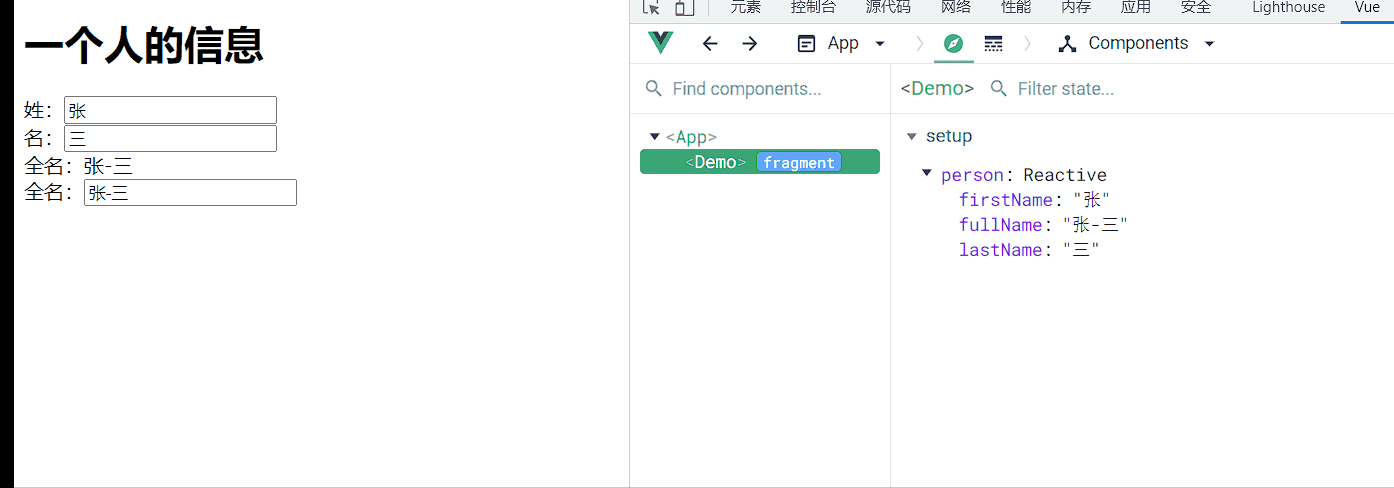 一个人的信息
姓：张
名：三
全名：张-三
全名：张-三
元素 控制台 源代码 网络 性能 内存 应用 安全 Lighthouse Vue
App Components
Find components...
<Demo> Filter state...
<App>
<Demo> fragment
setup
person: Reactive
firstName: "张"
fullName: "张-三"
lastName: "三"